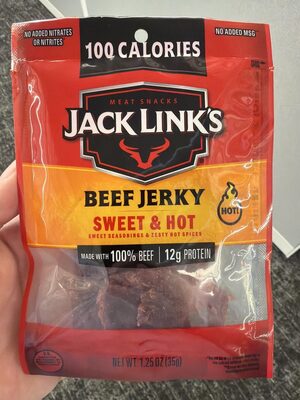 100 CALORIES
NO ADDED NITRATES
OR NITRITES
NO ADDED MSG
MEAT SNACKS
JACK LINK'S
BEEF JERKY
HOT!
SWEET & HOT
SWEET SEASONINGS & ZESTY HOT SPICES
MADE WITH 100% BEEF 12g PROTEIN
NET WT 1.25 OZ (35g)